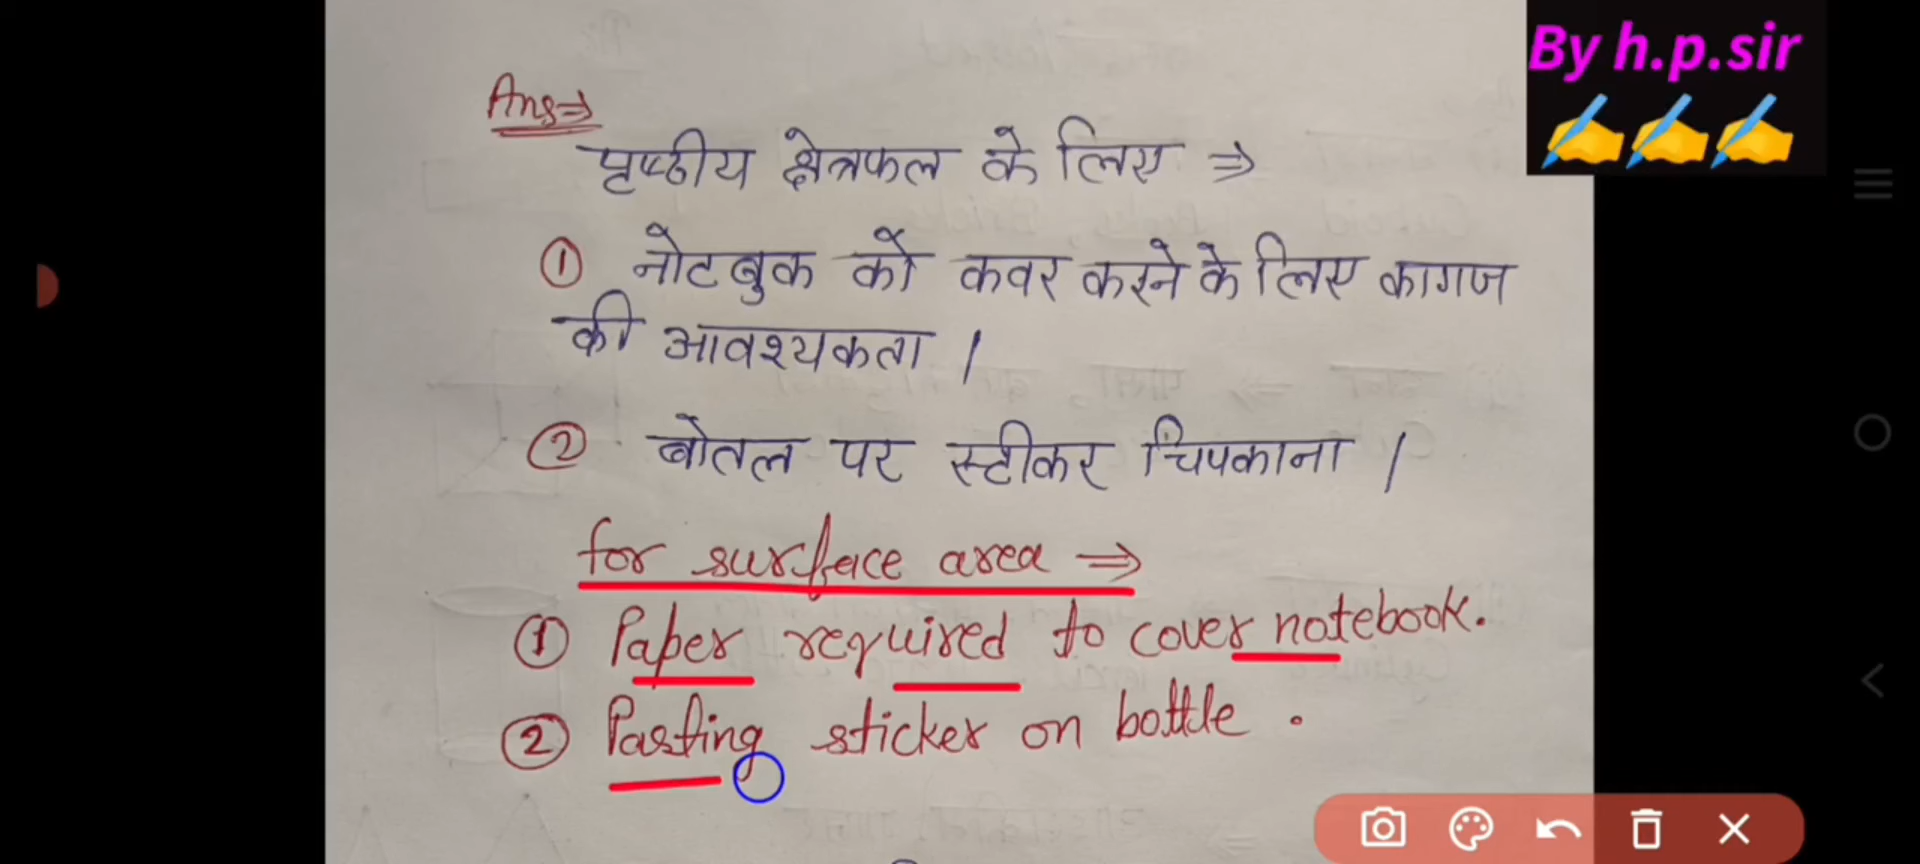 By h.p.sir
Ans⇒
पृष्ठीय क्षेत्रफल के लिए ⇒
① नोटबुक को कवर करने के लिए कागज
की आवश्यकता ।
② बोतल पर स्टीकर चिपकाना ।
for surface area ⇒
① Paper required to cover notebook.
② Pasting sticker on bottle .